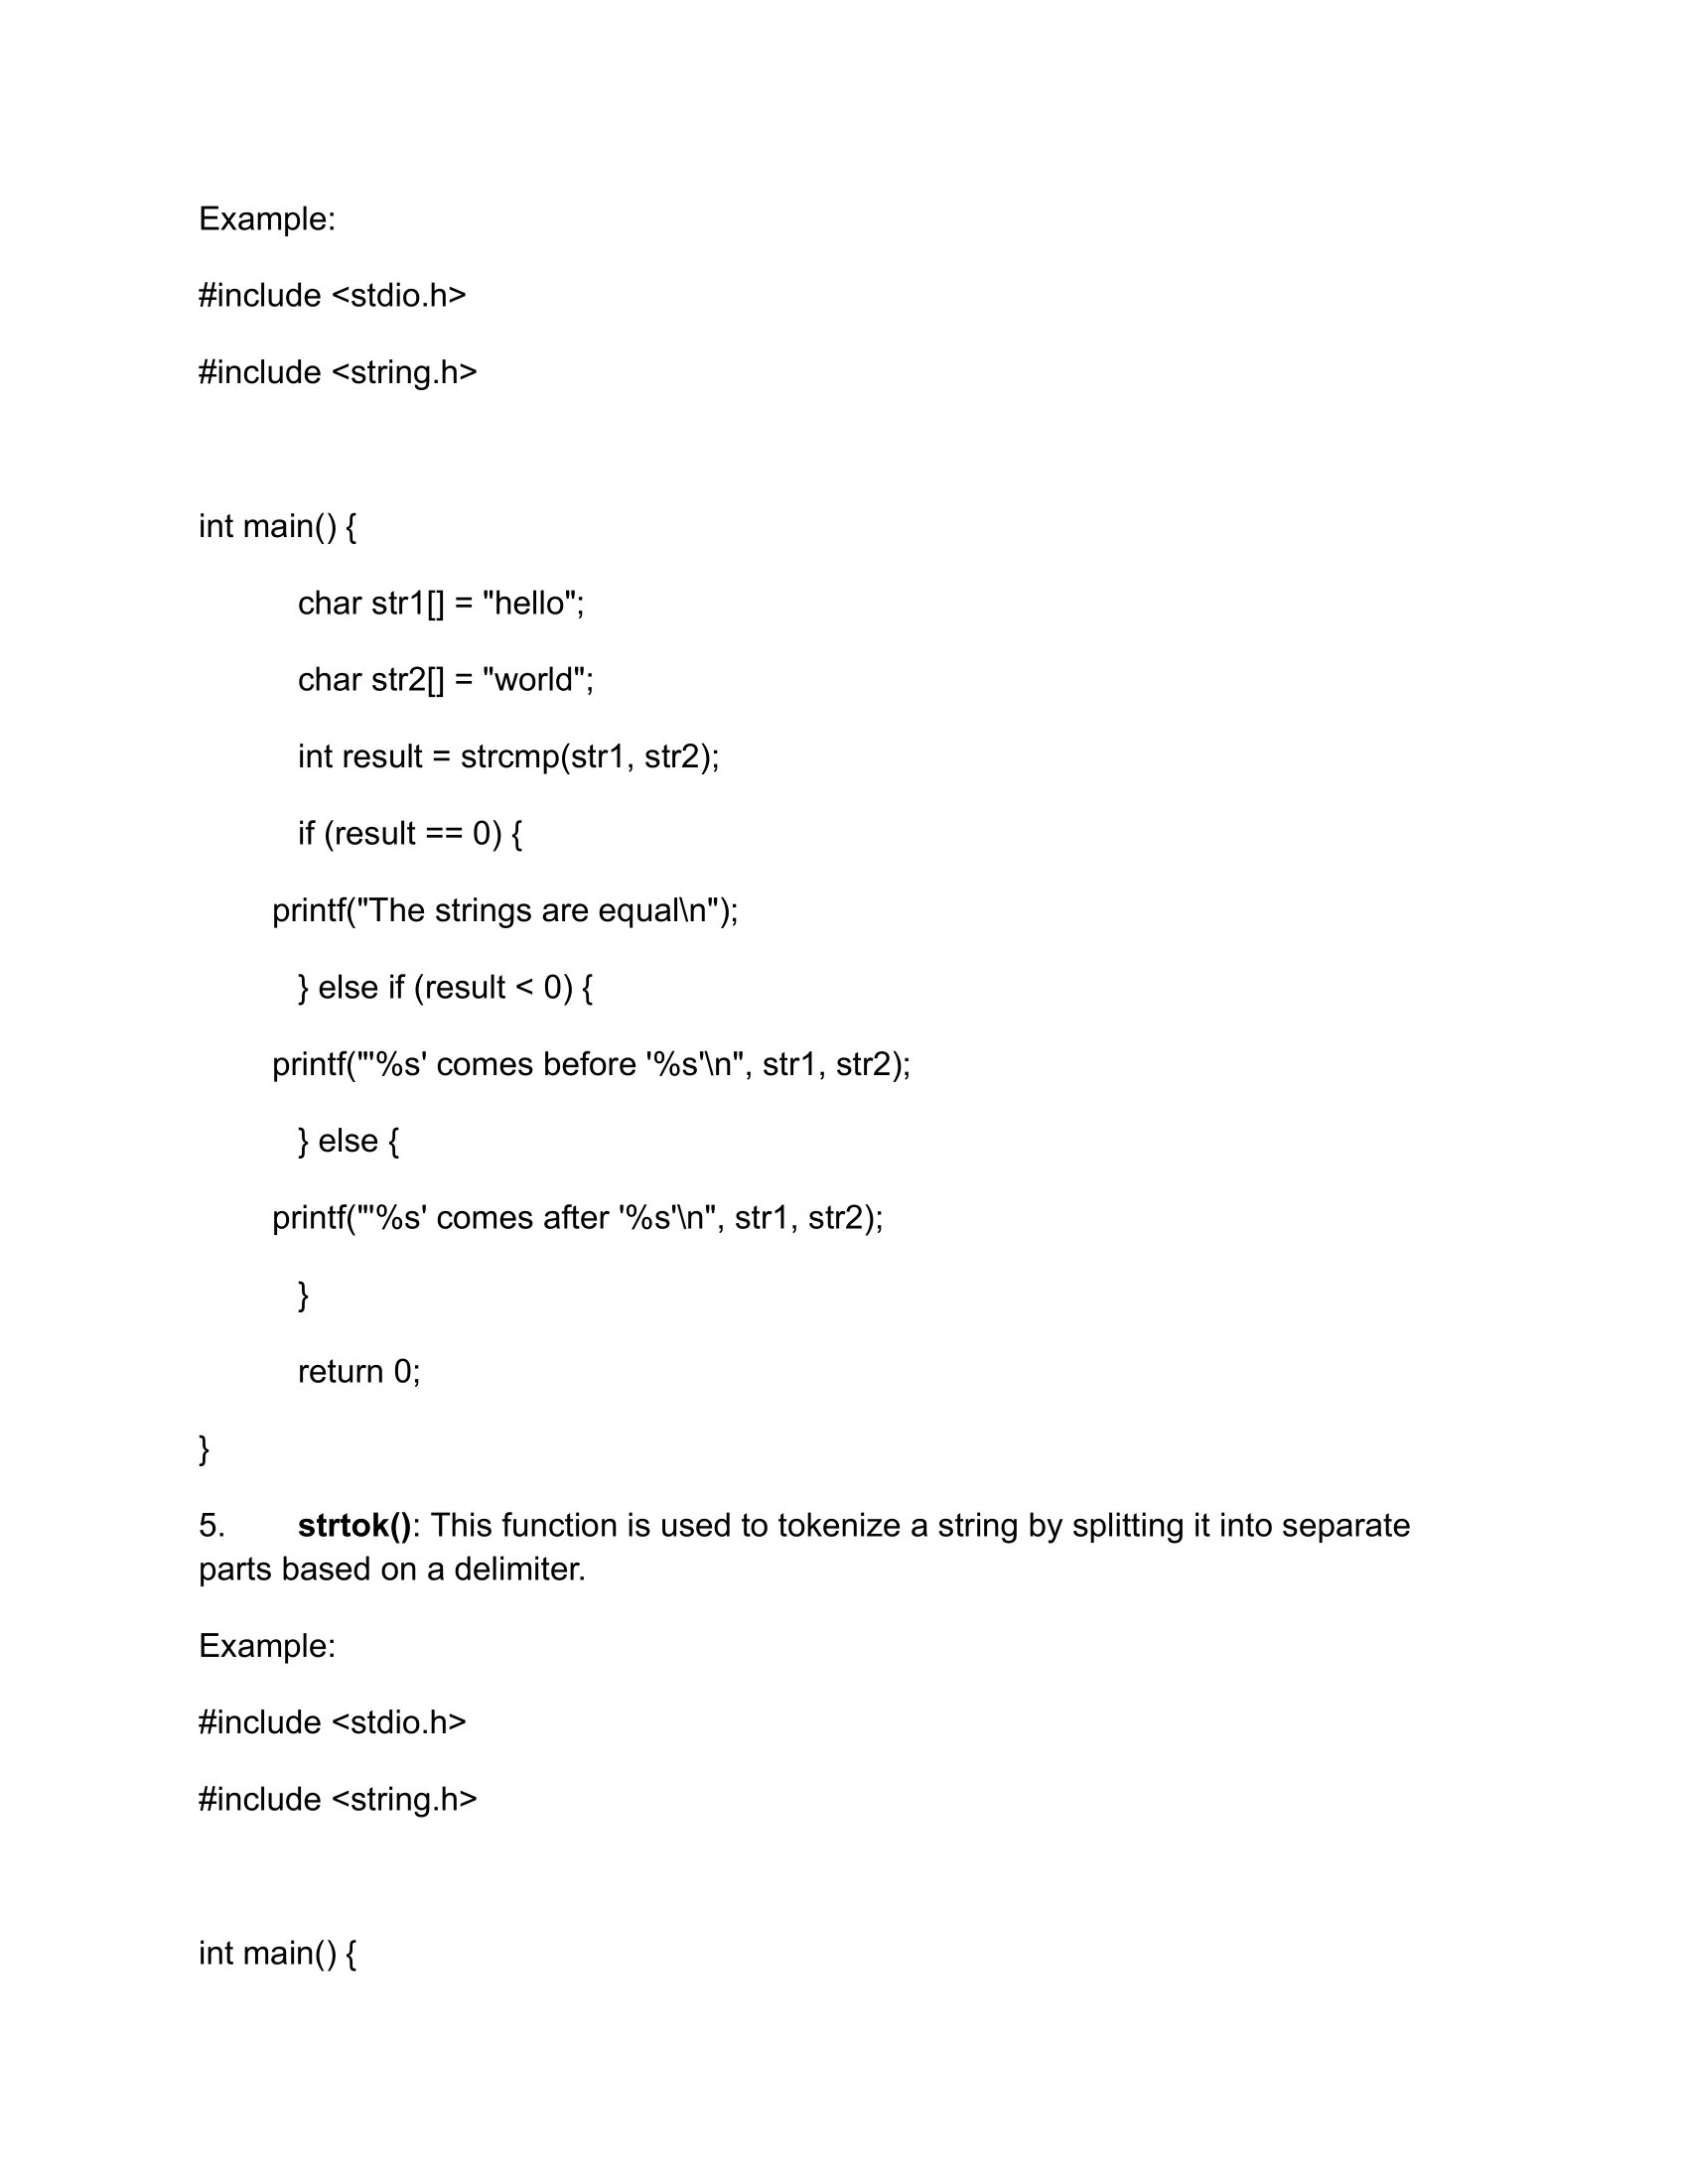 Example:
#include <stdio.h>
#include <string.h>
int main() {
char str1[] = "hello";
char str2[] = "world";
int result = strcmp(str1, str2);
if (result == 0) {
printf("The strings are equal\n");
} else if (result < 0) {
printf("'%s' comes before '%s'\n", str1, str2);
} else {
printf("'%s' comes after '%s'\n", str1, str2);
}
return 0;
}
5. strtok(): This function is used to tokenize a string by splitting it into separate
parts based on a delimiter.
Example:
#include <stdio.h>
#include <string.h>
int main() {